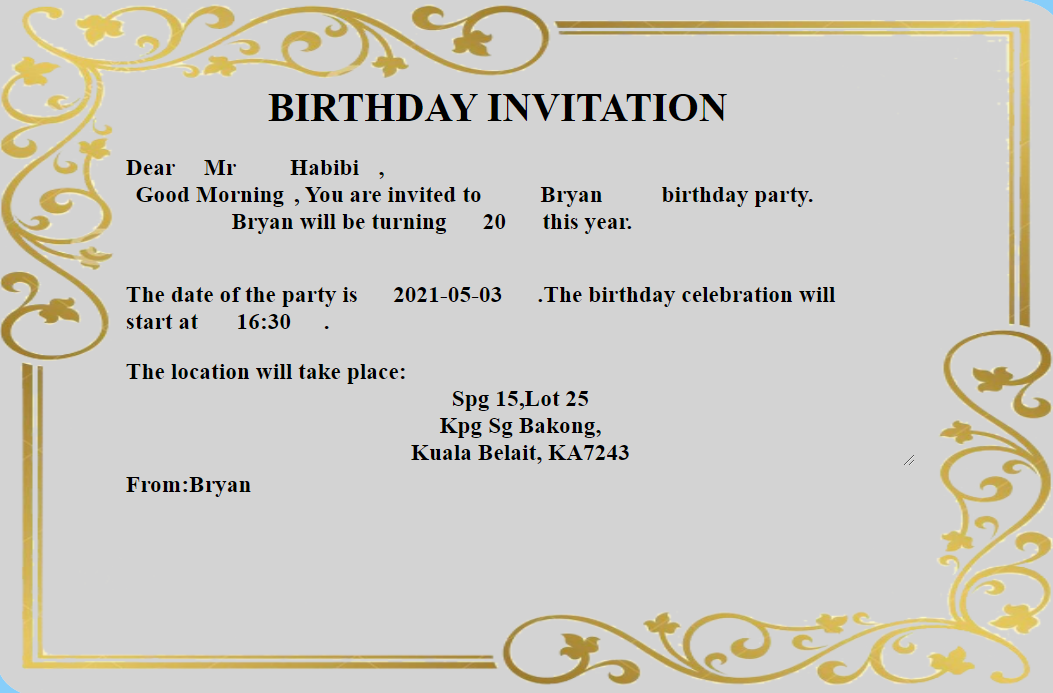 BIRTHDAY INVITATION
Dear Mr Habibi ,
Good Morning , You are invited to Bryan birthday party.
Bryan will be turning 20 this year.
The date of the party is 2021-05-03 .The birthday celebration will
start at 16:30 .
The location will take place:
Spg 15,Lot 25
Kpg Sg Bakong,
Kuala Belait, KA7243
From:Bryan